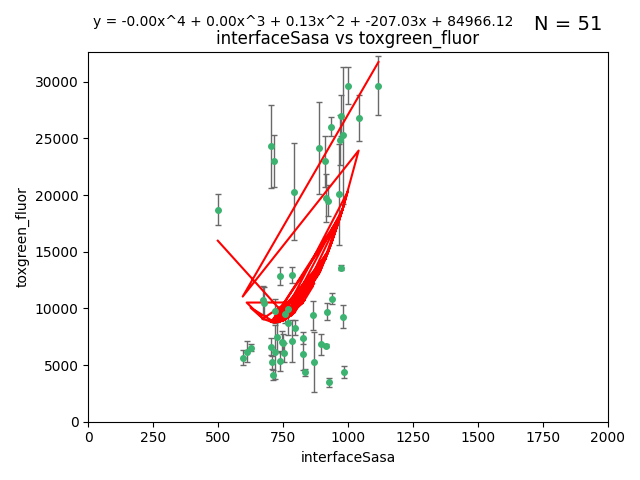 y = -0.00x^4 + 0.00x^3 + 0.13x^2 + -207.03x + 84966.12
N = 51
interfaceSasa vs toxgreen_fluor
30000
25000
20000
15000
10000
5000
0
toxgreen_fluor
0 250 500 750 1000 1250 1500 1750 2000
interfaceSasa